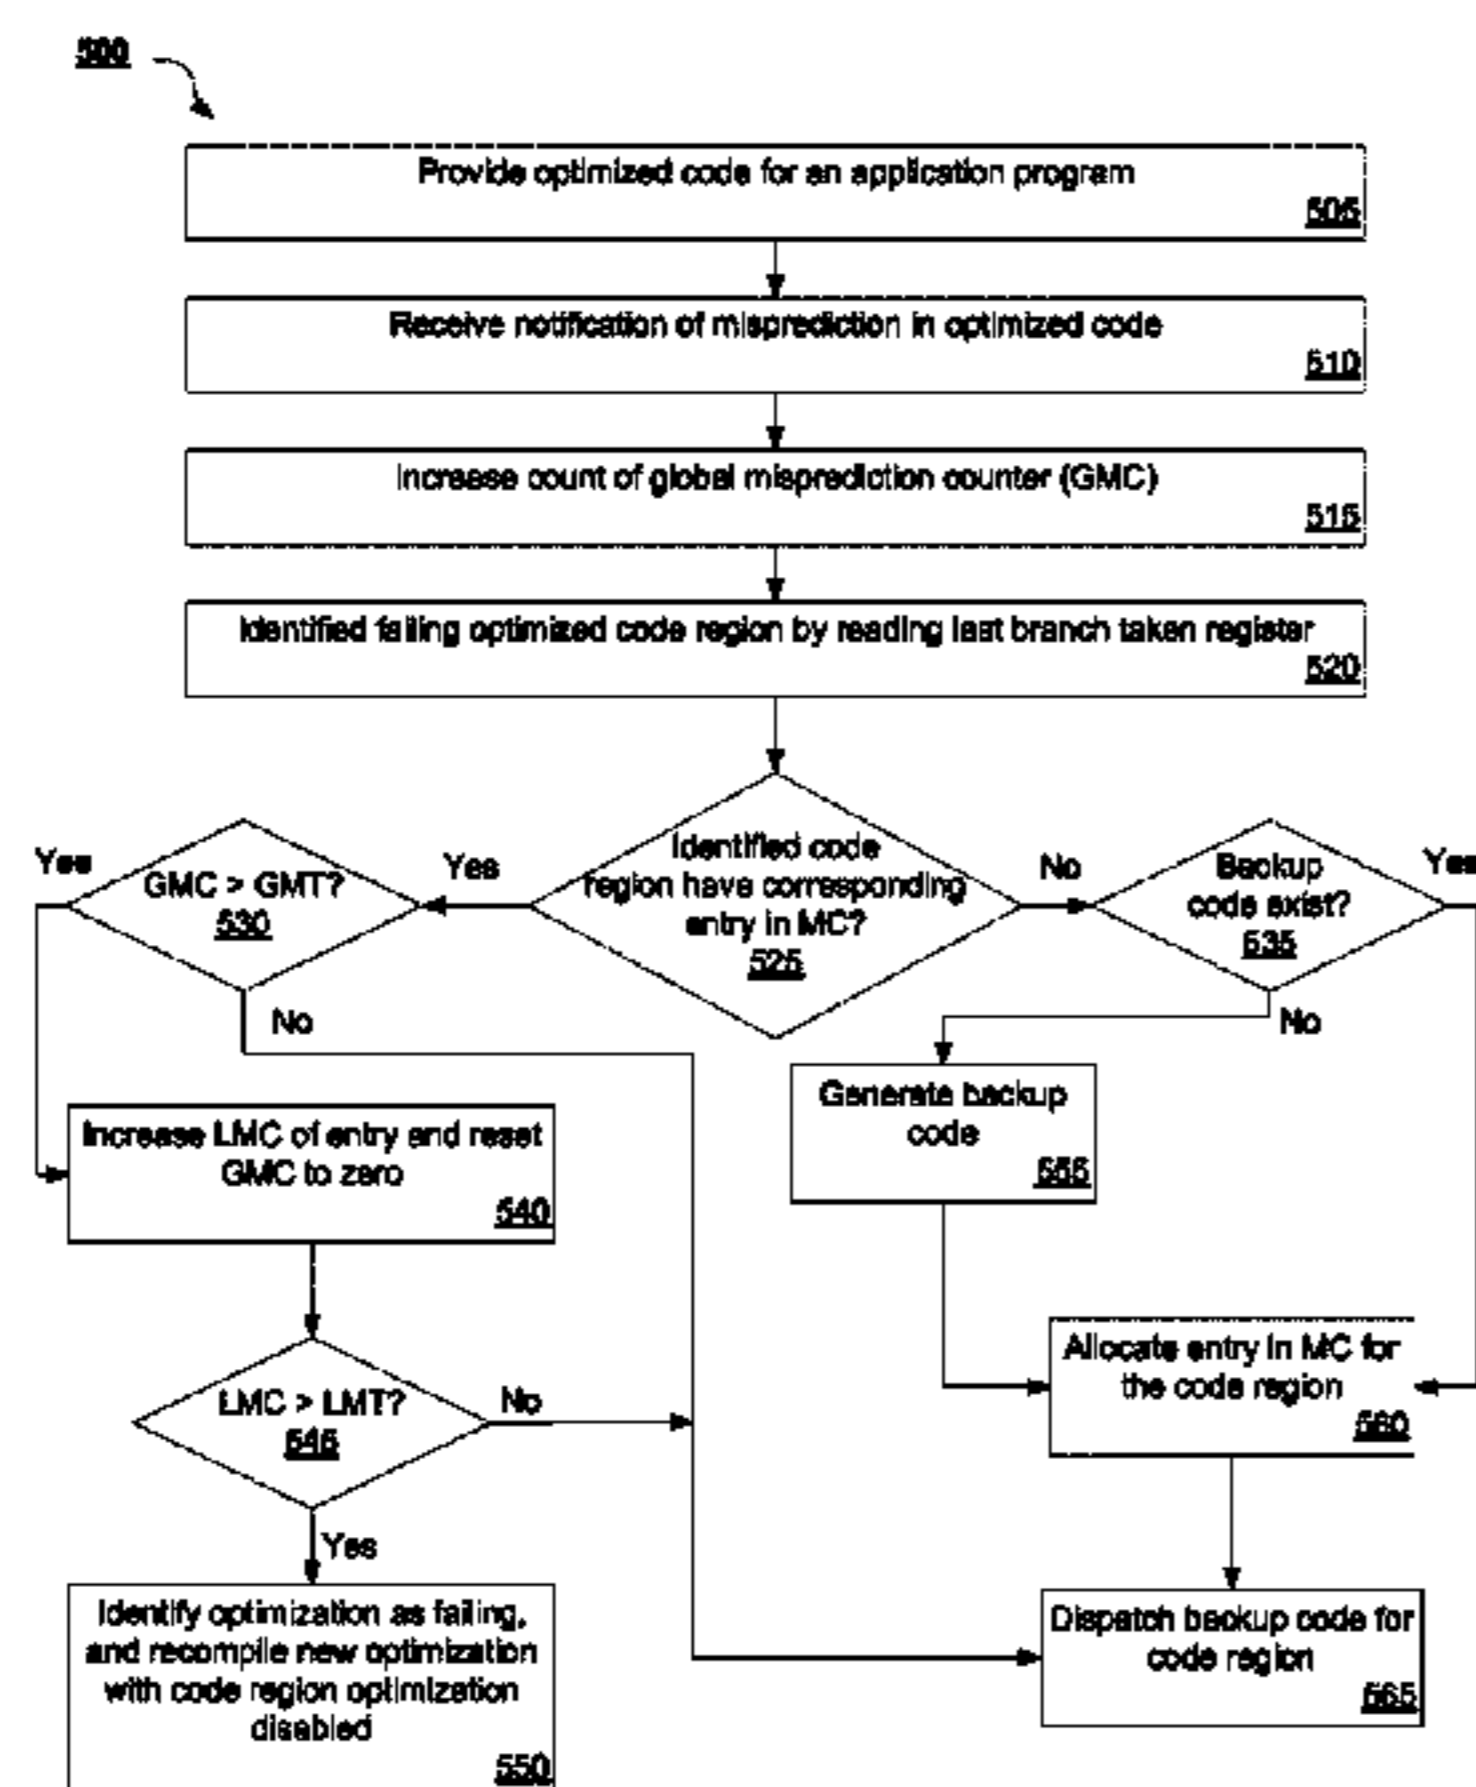 500
Provide optimized code for an application program
505
Receive notification of misprediction in optimized code
510
Increase count of global misprediction counter (GMC)
515
Identified failing optimized code region by reading last branch taken register
520
Yes
GMC > GMT?
530
Yes
Identified code
region have corresponding
entry in MC?
525
No
Backup
code exist?
535
Yes
No
No
Generate backup
code
555
Increase LMC of entry and reset
GMC to zero
540
Allocate entry in MC for
the code region
560
LMC > LMT?
545
No
Yes
Identify optimization as failing,
and recompile new optimization
with code region optimization
disabled
550
Dispatch backup code for
code region
565